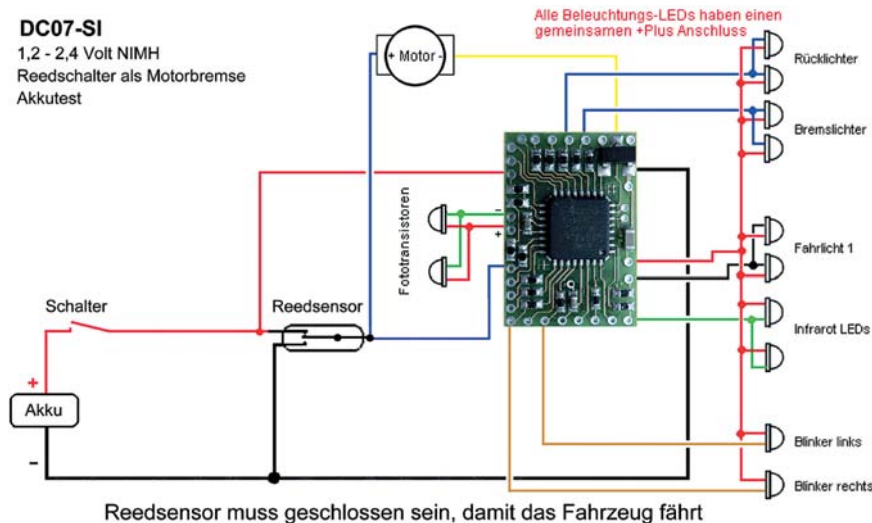 DC07-SI
1,2 - 2,4 Volt NIMH
Reedschalter als Motorbremse
Akkutest
+ Motor -
Alle Beleuchtungs-LEDs haben einen
gemeinsamen +Plus Anschluss
Rücklichter
Bremslichter
Fototransistoren
−
+
Fahrlicht 1
Schalter
Reedsensor
Infrarot LEDs
+
Akku
−
Blinker links
Blinker rechts
Reedsensor muss geschlossen sein, damit das Fahrzeug fährt